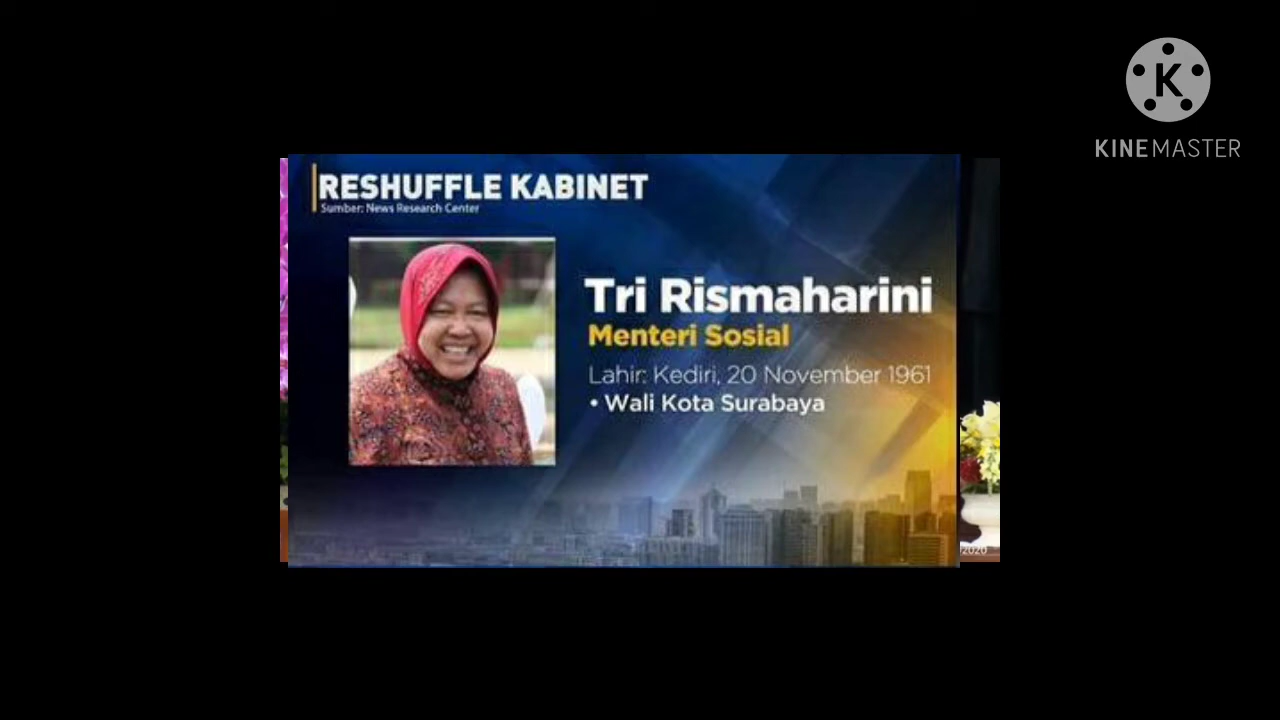 KINEMASTER
RESHUFFLE KABINET
Sumber: News Research Center
Tri Rismaharini
Menteri Sosial
Lahir: Kediri, 20 November 1961
• Wali Kota Surabaya
2020